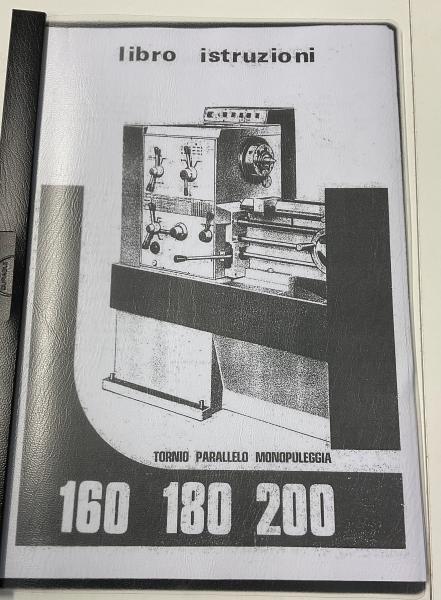 libro istruzioni
TORNIO PARALLELO MONOPULEGGIA
160 180 200